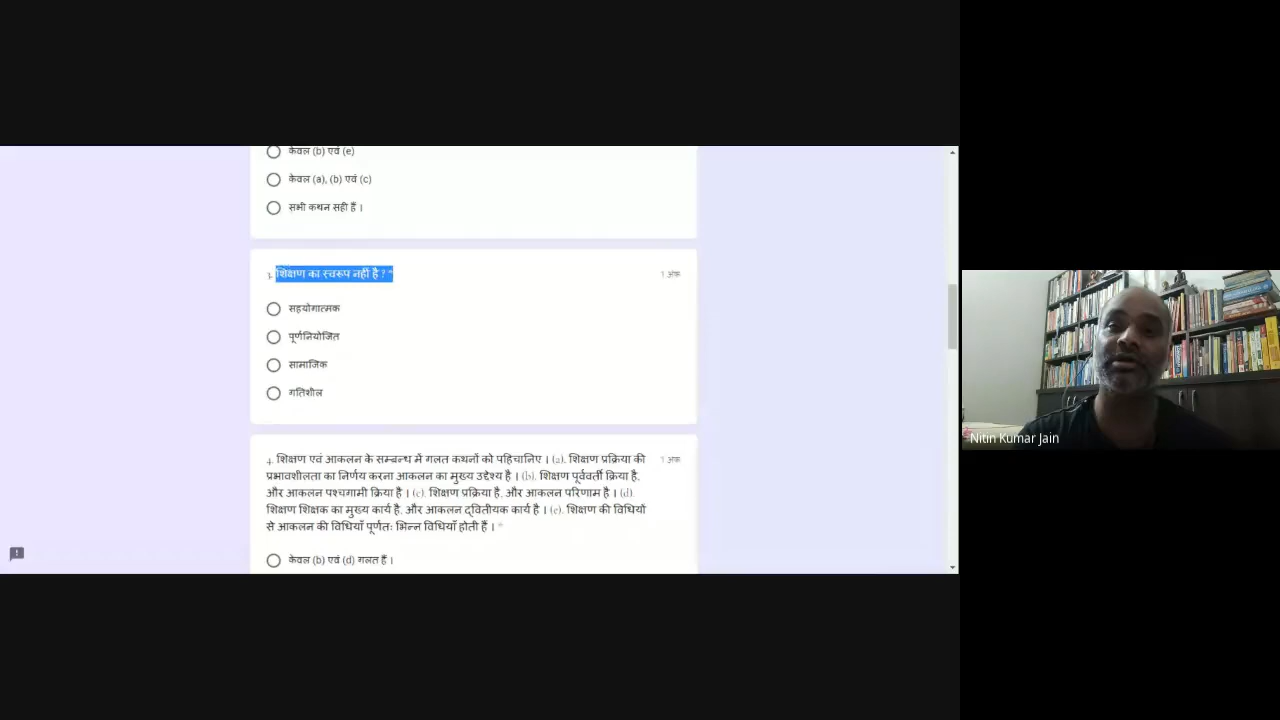 केवल (b) एवं (e)
केवल (a), (b) एवं (c)
सभी कथन सही हैं ।
3. शिक्षण का स्वरूप नहीं है ? *
1 अंक
सहयोगात्मक
पूर्णनियोजित
सामाजिक
गतिशील
4. शिक्षण एवं आकलन के सम्बन्ध में गलत कथनों को पहिचानिए । (a). शिक्षण प्रक्रिया की
1 अंक
प्रभावशीलता का निर्णय करना आकलन का मुख्य उद्देश्य है । (b). शिक्षण पूर्ववर्ती क्रिया है,
और आकलन पश्चगामी क्रिया है । (c). शिक्षण प्रक्रिया है, और आकलन परिणाम है । (d).
शिक्षण शिक्षक का मुख्य कार्य है, और आकलन द्वितीयक कार्य है । (e). शिक्षण की विधियों
से आकलन की विधियाँ पूर्णतः भिन्न विधियाँ होती हैं । *
केवल (b) एवं (d) गलत हैं ।
Nitin Kumar Jain